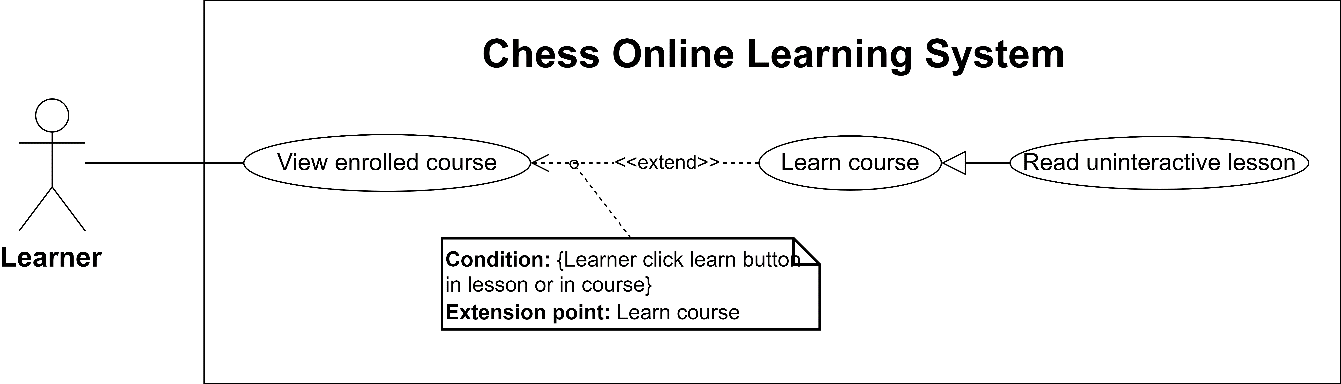 Chess Online Learning System
View enrolled course
<<extend>>
Learn course
Read uninteractive lesson
Learner
Condition: {Learner click learn button
in lesson or in course}
Extension point: Learn course